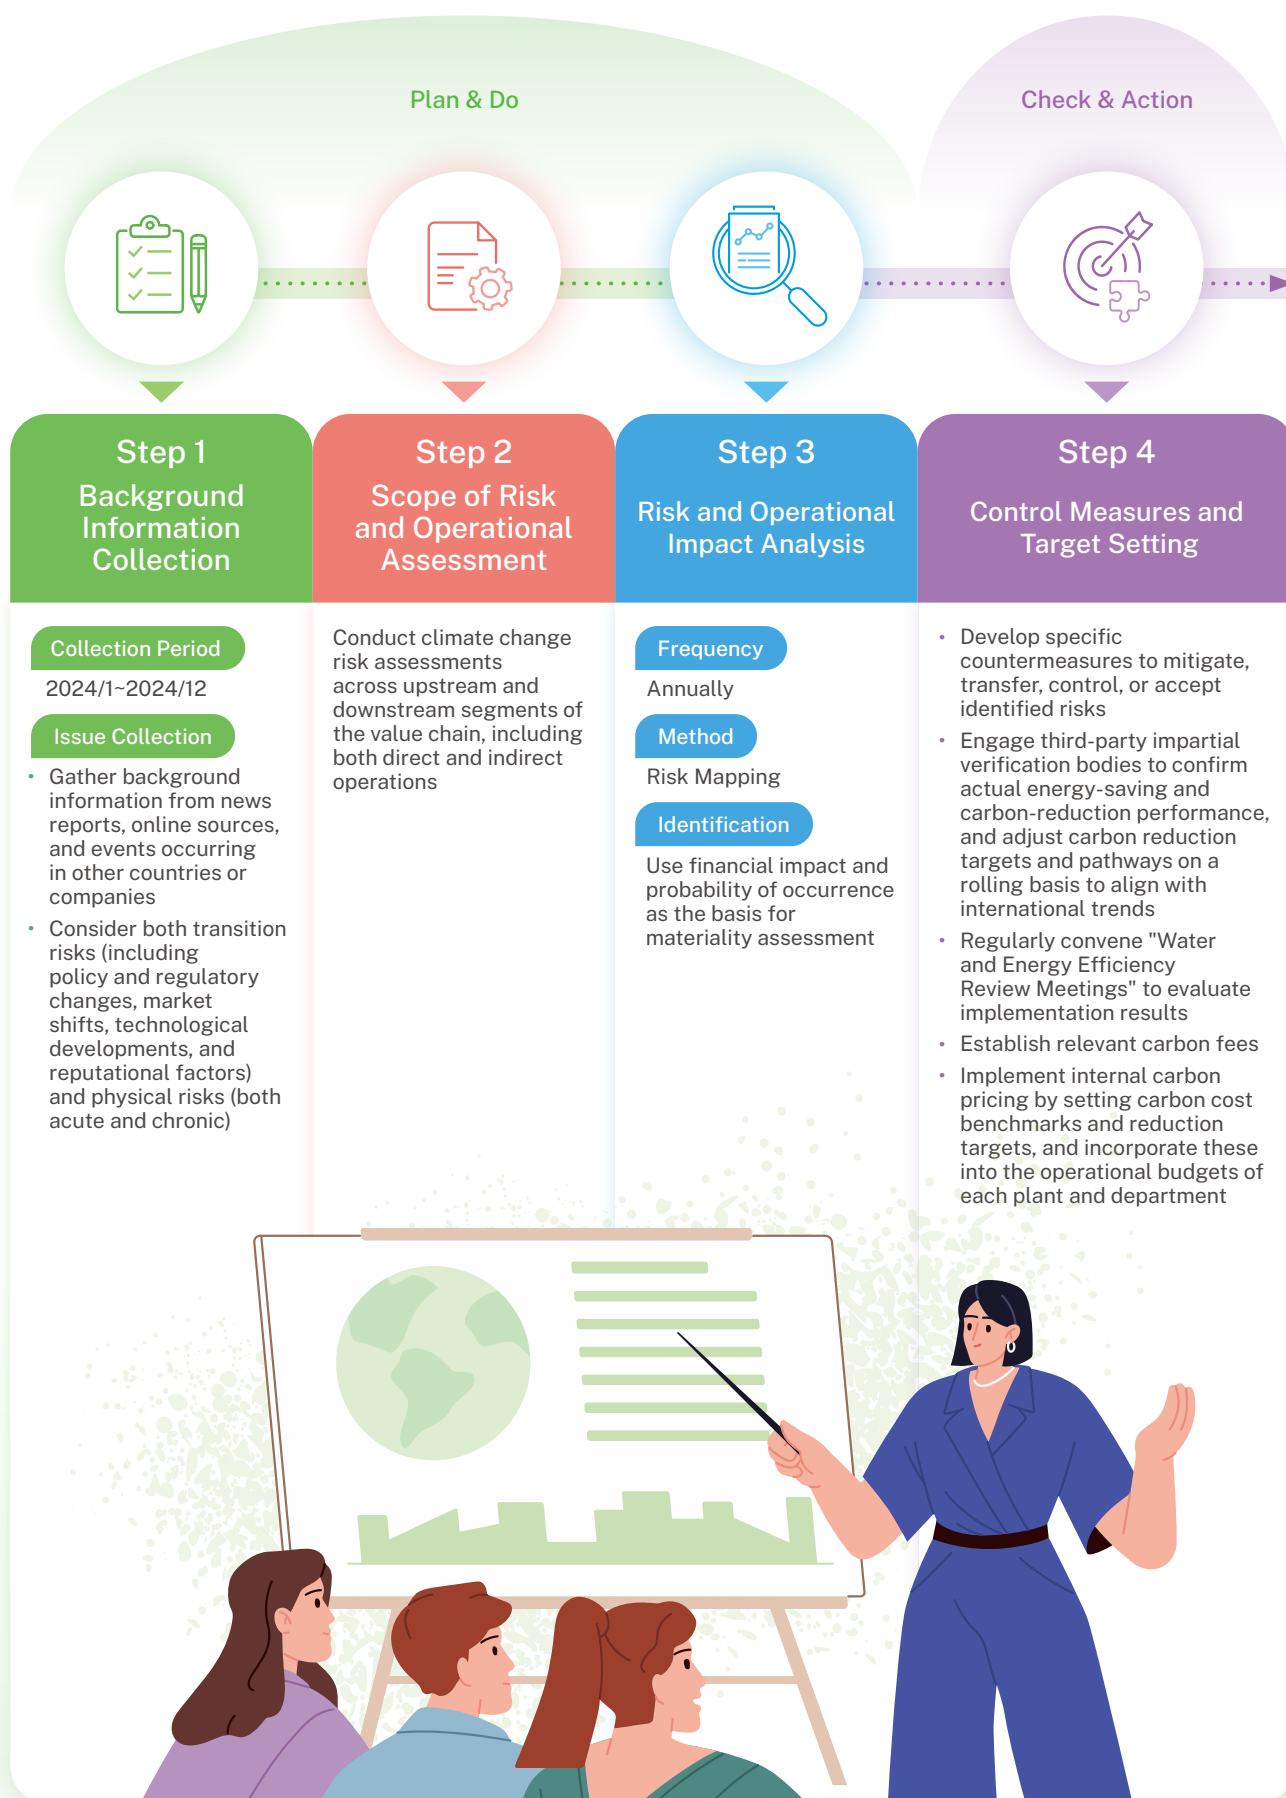 Plan & Do
Check & Action
Step 1
Background
Information
Collection
Collection Period
2024/1~2024/12
Issue Collection
• Gather background
information from news
reports, online sources,
and events occurring
in other countries or
companies
• Consider both transition
risks (including
policy and regulatory
changes, market
shifts, technological
developments, and
reputational factors)
and physical risks (both
acute and chronic)
Step 2
Scope of Risk
and Operational
Assessment
Conduct climate change
risk assessments
across upstream and
downstream segments of
the value chain, including
both direct and indirect
operations
Step 3
Risk and Operational
Impact Analysis
Frequency
Annually
Method
Risk Mapping
Identification
Use financial impact and
probability of occurrence
as the basis for
materiality assessment
Step 4
Control Measures and
Target Setting
• Develop specific
countermeasures to mitigate,
transfer, control, or accept
identified risks
• Engage third-party impartial
verification bodies to confirm
actual energy-saving and
carbon-reduction performance,
and adjust carbon reduction
targets and pathways on a
rolling basis to align with
international trends
• Regularly convene "Water
and Energy Efficiency
Review Meetings" to evaluate
implementation results
• Establish relevant carbon fees
• Implement internal carbon
pricing by setting carbon cost
benchmarks and reduction
targets, and incorporate these
into the operational budgets of
each plant and department